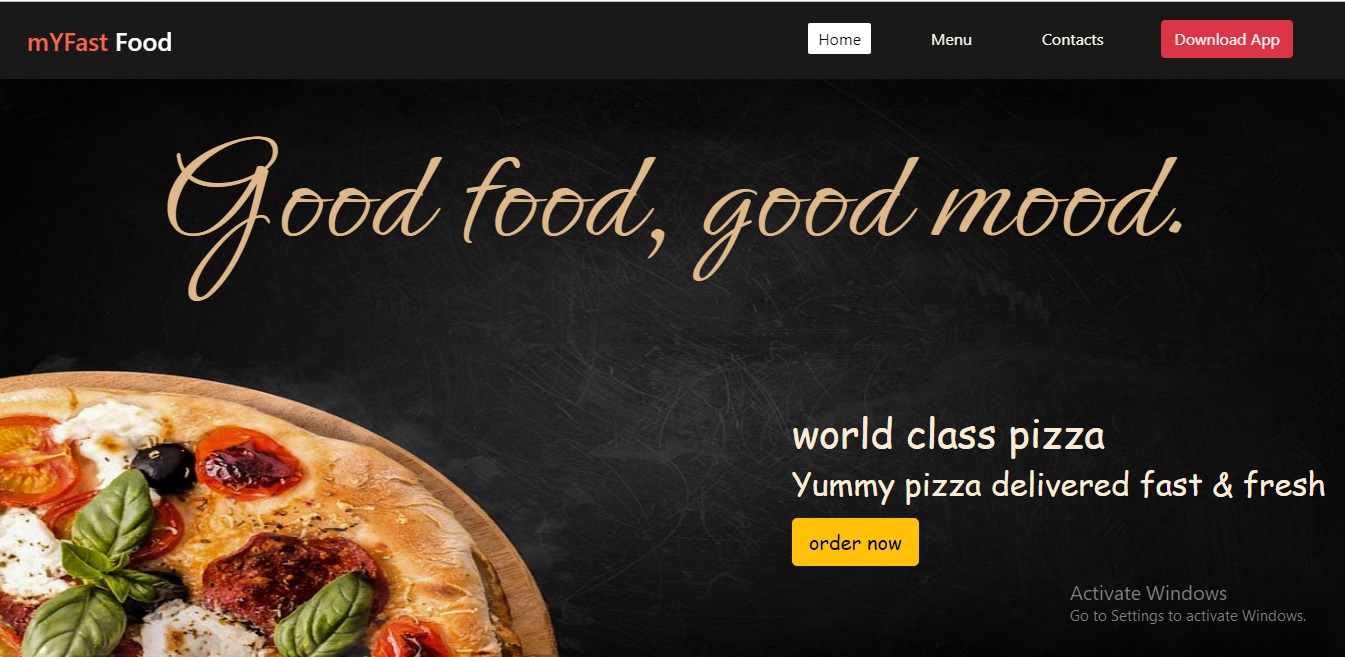 mYFast Food
Home
Menu
Contacts
Download App
Good food, good mood.
world class pizza
Yummy pizza delivered fast & fresh
order now
Activate Windows
Go to Settings to activate Windows.